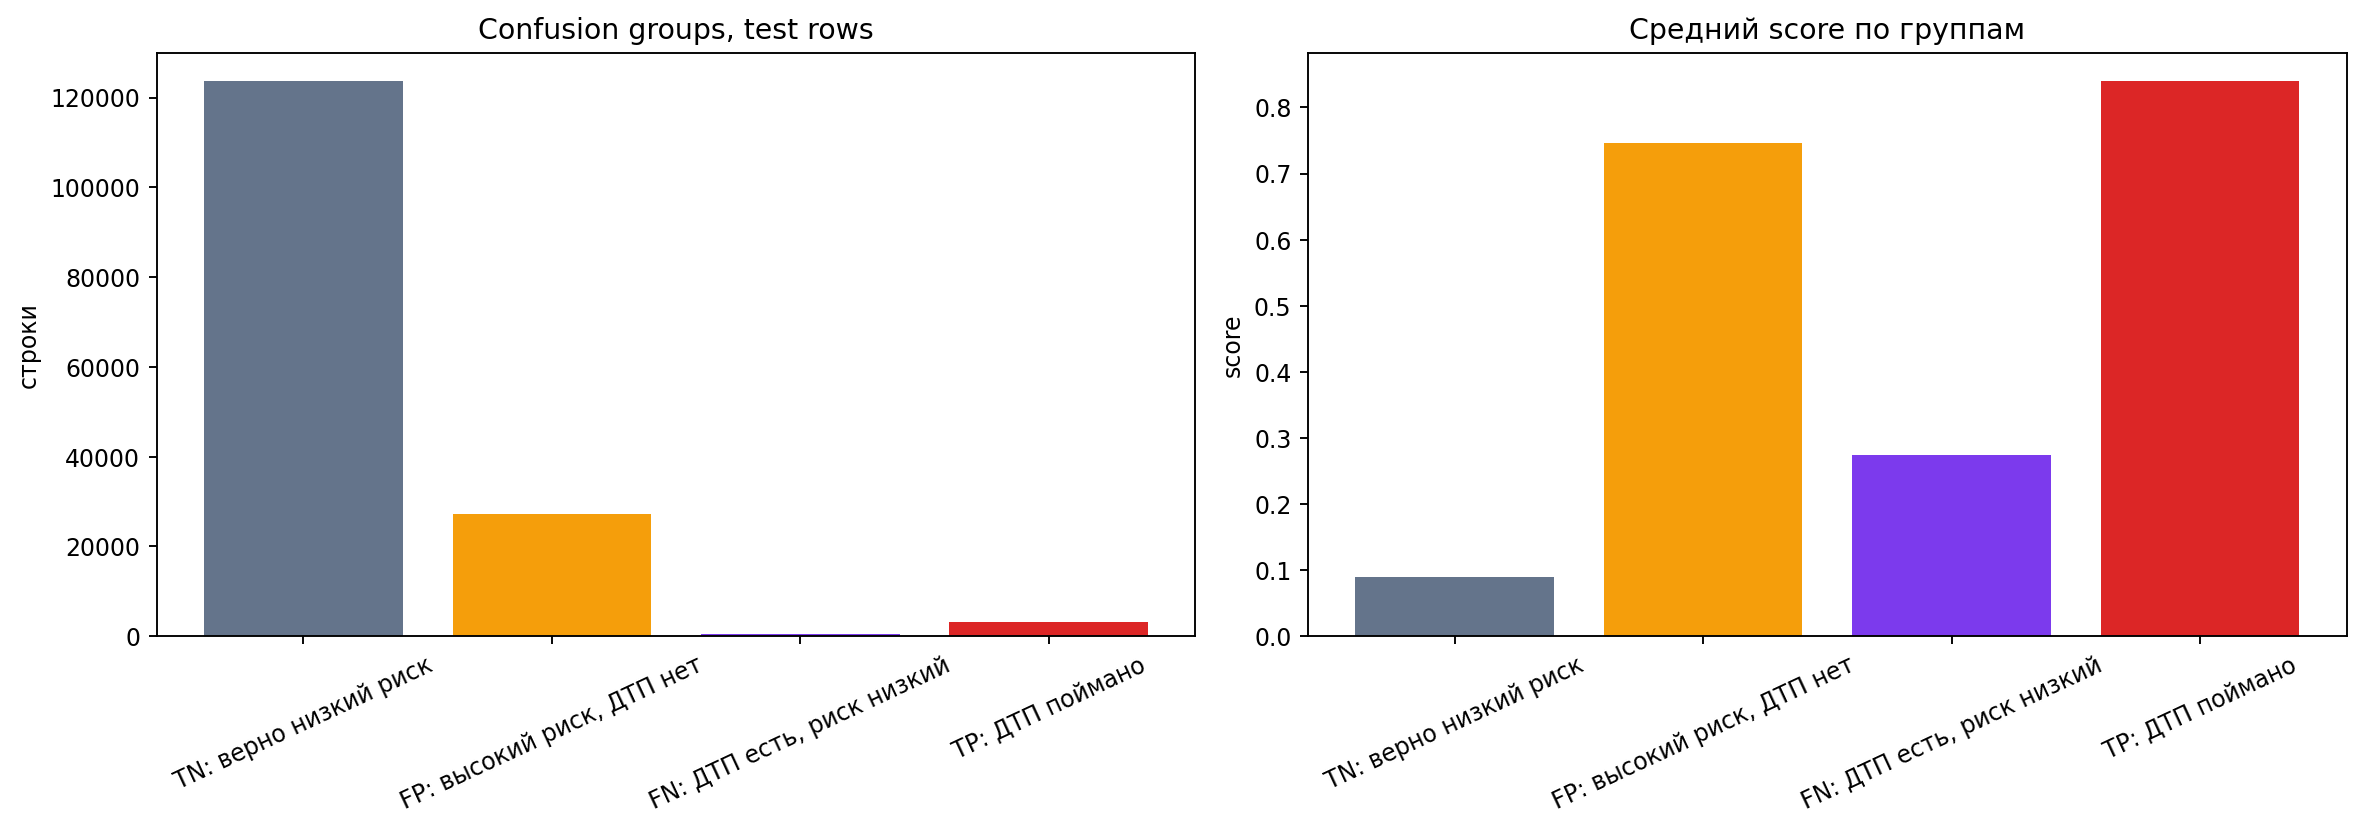 Confusion groups, test rows
строки
120000
100000
80000
60000
40000
20000
0
TN: верно низкий риск
FP: высокий риск, ДТП нет
FN: ДТП есть, риск низкий
TP: ДТП поймано
Средний score по группам
score
0.8
0.7
0.6
0.5
0.4
0.3
0.2
0.1
0.0
TN: верно низкий риск
FP: высокий риск, ДТП нет
FN: ДТП есть, риск низкий
TP: ДТП поймано